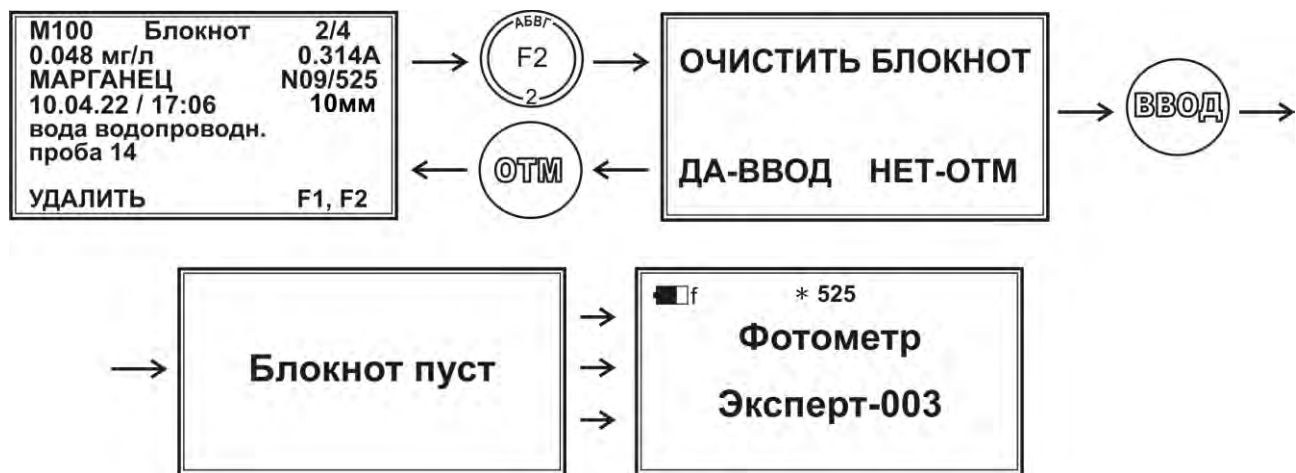 М100 Блокнот 2/4
0.048 мг/л 0.314А
МАРГАНЕЦ N09/525
10.04.22 / 17:06 10мм
вода водопроводн.
проба 14
УДАЛИТЬ F1, F2
АБВГ
F2
2
ОТМ
ОЧИСТИТЬ БЛОКНОТ
ДА-ВВОД НЕТ-ОТМ
ВВОД
Блокнот пуст
f * 525
Фотометр
Эксперт-003